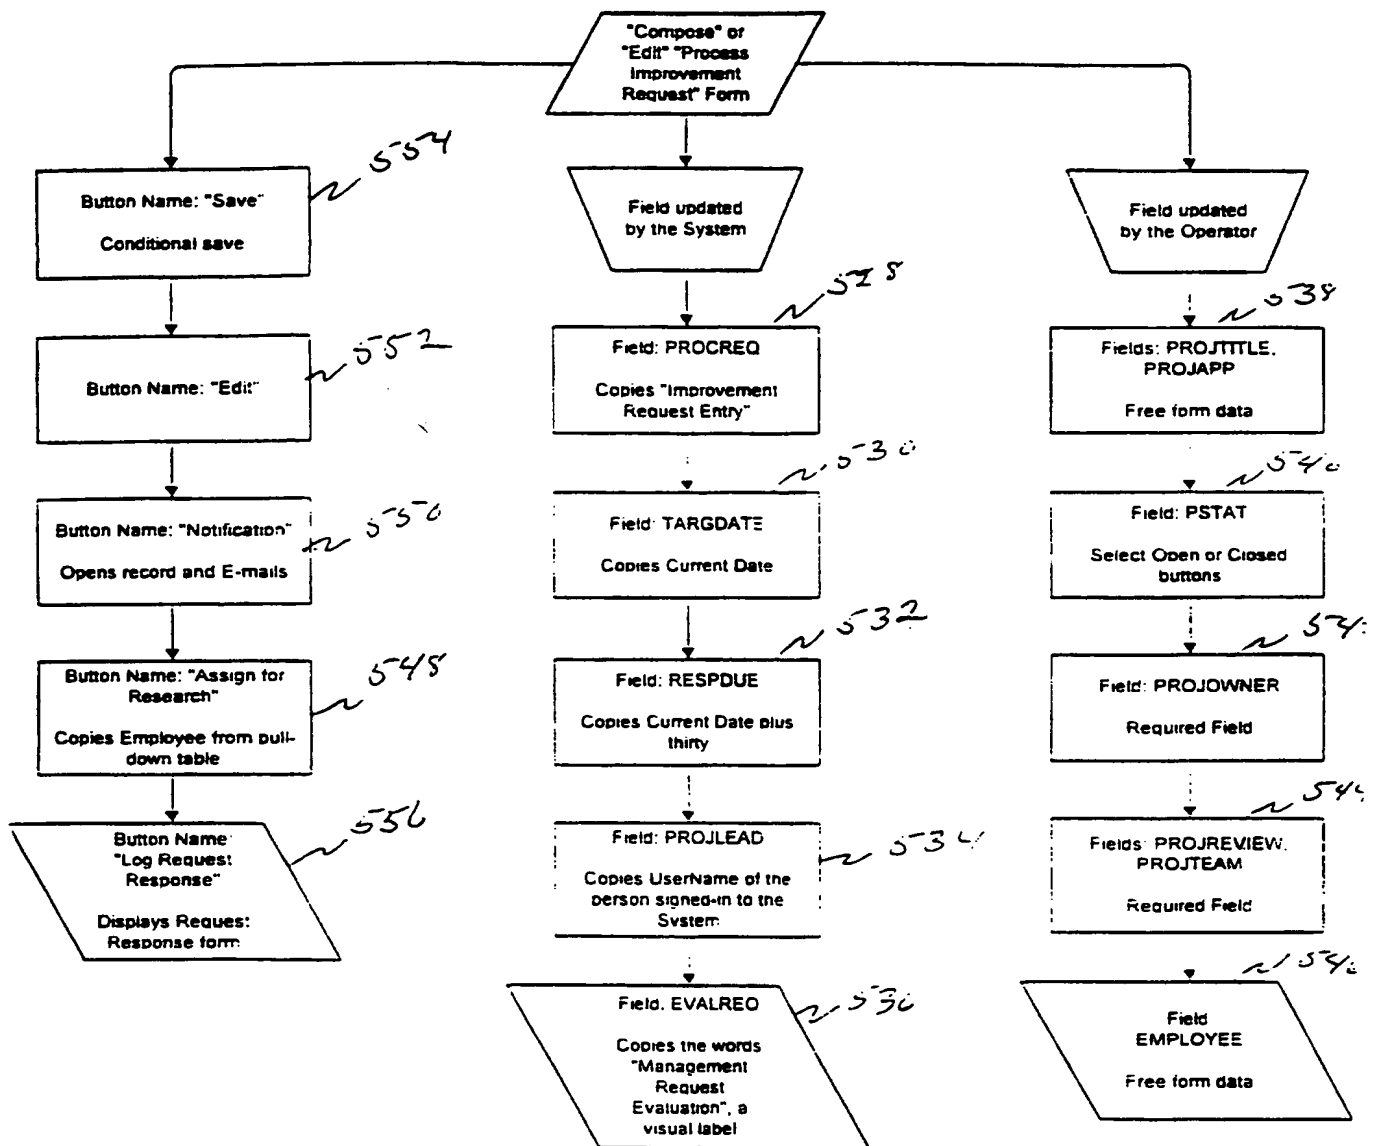 "Compose" or
"Edit" "Process
Improvement
Request" Form
554
Button Name: "Save"
Conditional save
552
Button Name: "Edit"
550
Button Name: "Notification"
Opens record and E-mails
548
Button Name: "Assign for
Research"
Copies Employee from pull-
down table
556
Button Name:
"Log Request
Response"
Displays Request
Response form
Field updated
by the System
528
Field: PROCREQ
Copies "Improvement
Request Entry"
530
Field: TARGDATE
Copies Current Date
532
Field: RESPDUE
Copies Current Date plus
thirty
534
Field: PROJLEAD
Copies UserName of the
person signed-in to the
System
536
Field. EVALREQ
Copies the words
"Management
Request
Evaluation", a
visual label
Field updated
by the Operator
538
Fields: PROJTITLE,
PROJAPP
Free form data
540
Field: PSTAT
Select Open or Closed
buttons
Field: PROJOWNER
Required Field
Fields: PROJREVIEW,
PROJTEAM
Required Field
Field
EMPLOYEE
Free form data